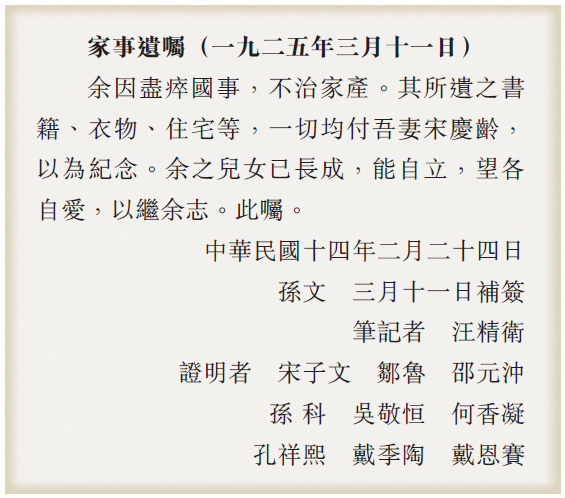 家事遺囑（一九二五年三月十一日）
余因盡瘁國事，不治家產。其所遺之書
籍、衣物、住宅等，一切均付吾妻宋慶齡，
以為紀念。余之兒女已長成，能自立，望各
自愛，以繼余志。此囑。
中華民國十四年二月二十四日
孫文　三月十一日補簽
筆記者　汪精衛
證明者　宋子文　鄒魯　邵元沖
孫 科　吳敬恒　何香凝
孔祥熙　戴季陶　戴恩賽